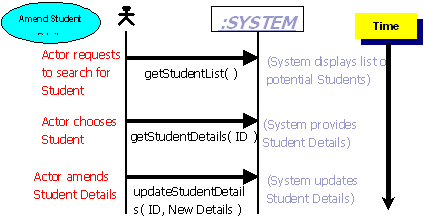 Amend Student
:SYSTEM
Time
Actor requests
to search for
Student
getStudentList( )
(System displays list o
potential Students)
Actor chooses
Student
getStudentDetails( ID )
(System provides
Student Details)
Actor amends
Student Details
updateStudentDetail
s( ID, New Details )
(System updates
Student Details)